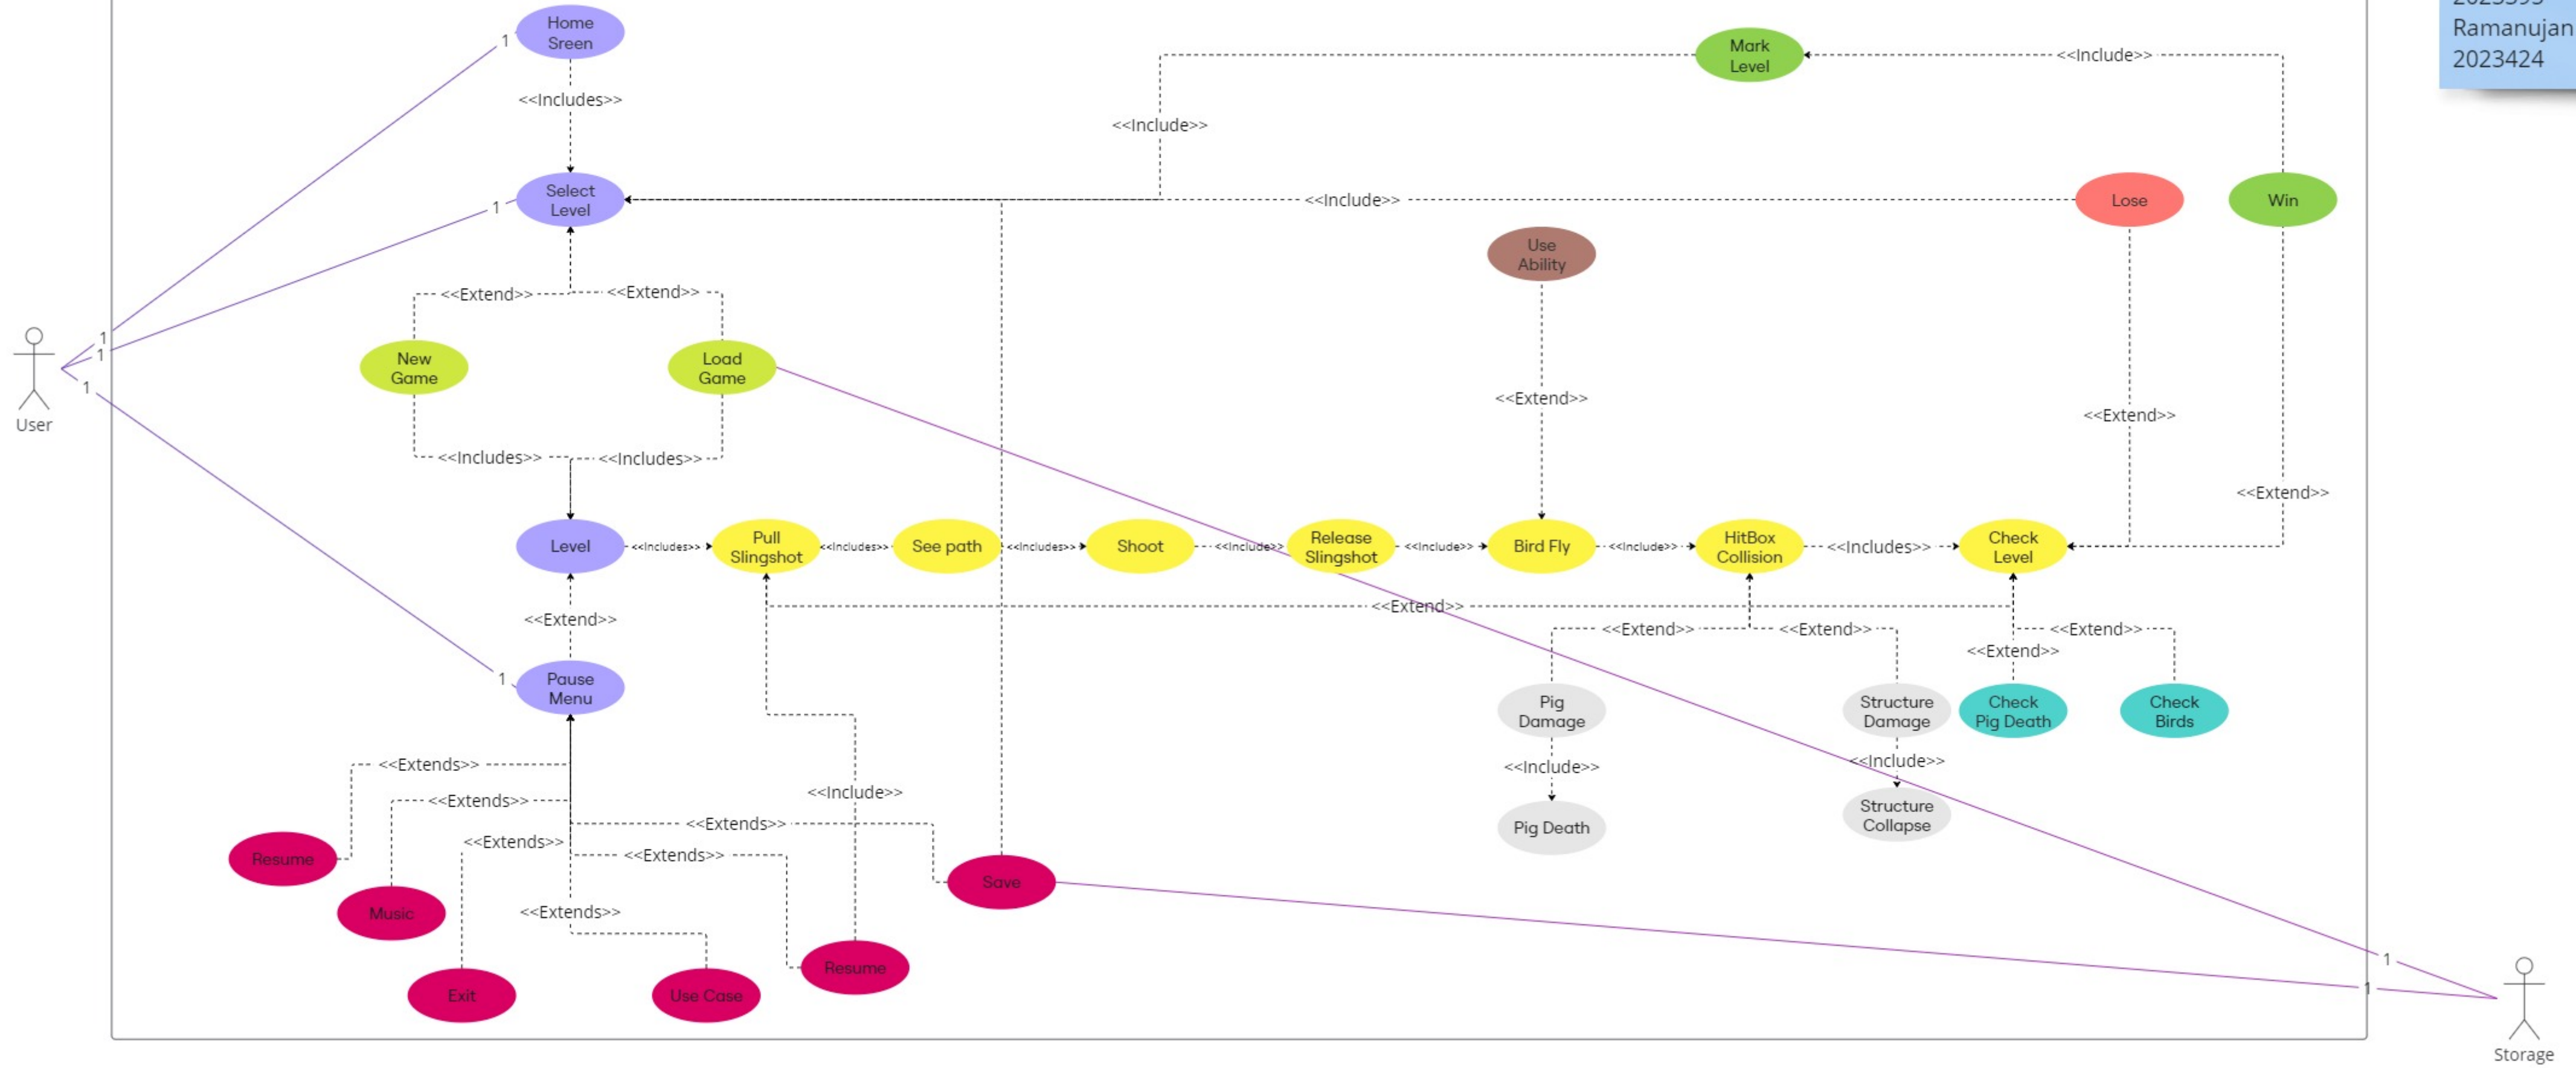 Home
Sreen
1
<<Includes>>
Mark
Level
<<Include>>
Ramanujan
2023424
<<Include>>
Select
Level
1
<<Include>>
Lose
Win
Use
Ability
<<Extend>>
<<Extend>>
1
1
1
User
New
Game
Load
Game
<<Extend>>
<<Extend>>
<<Includes>>
<<Includes>>
<<Extend>>
Level
<<Includes>>
Pull
Slingshot
<<Includes>>
See path
<<Includes>>
Shoot
<<Include>>
Release
Slingshot
<<Include>>
Bird Fly
<<Include>>
HitBox
Collision
<<Includes>>
Check
Level
<<Extend>>
<<Extend>>
<<Extend>>
<<Extend>>
<<Extend>>
<<Extend>>
1
Pause
Menu
Pig
Damage
Structure
Damage
Check
Pig Death
Check
Birds
<<Include>>
<<Include>>
Pig Death
Structure
Collapse
<<Extends>>
<<Extends>>
<<Extends>>
<<Extends>>
<<Extends>>
<<Extends>>
<<Include>>
Resume
Music
Exit
Use Case
Resume
Save
1
1
Storage